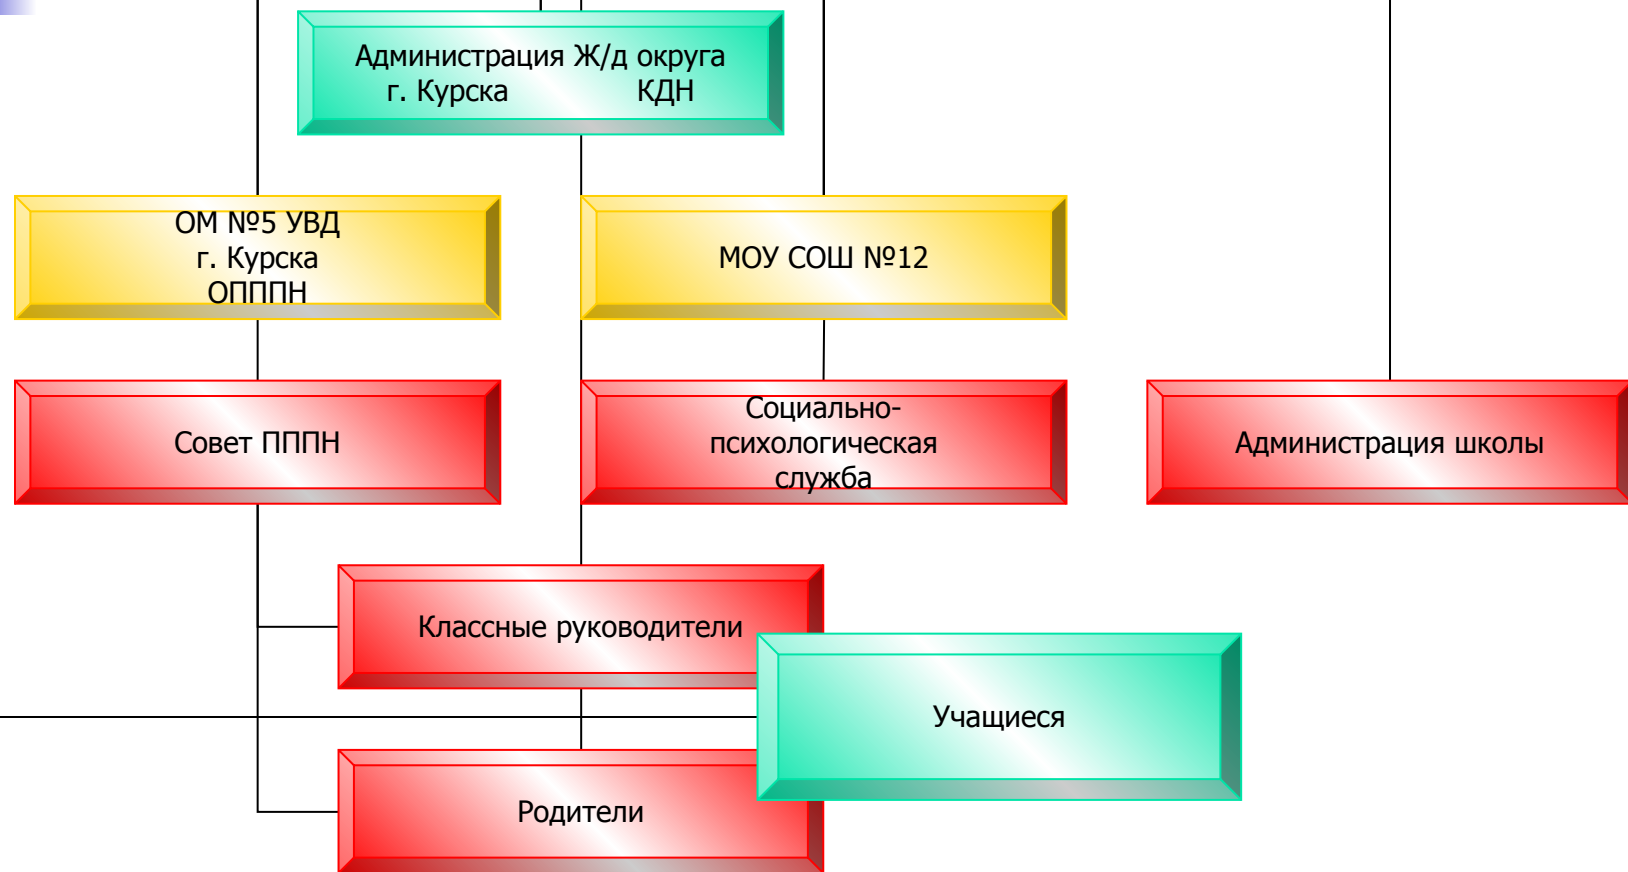 Администрация Ж/д округа
г. Курска КДН
ОМ №5 УВД
г. Курска
ОПППН
МОУ СОШ №12
Совет ПППН
Социально-
психологическая
служба
Администрация школы
Классные руководители
Учащиеся
Родители